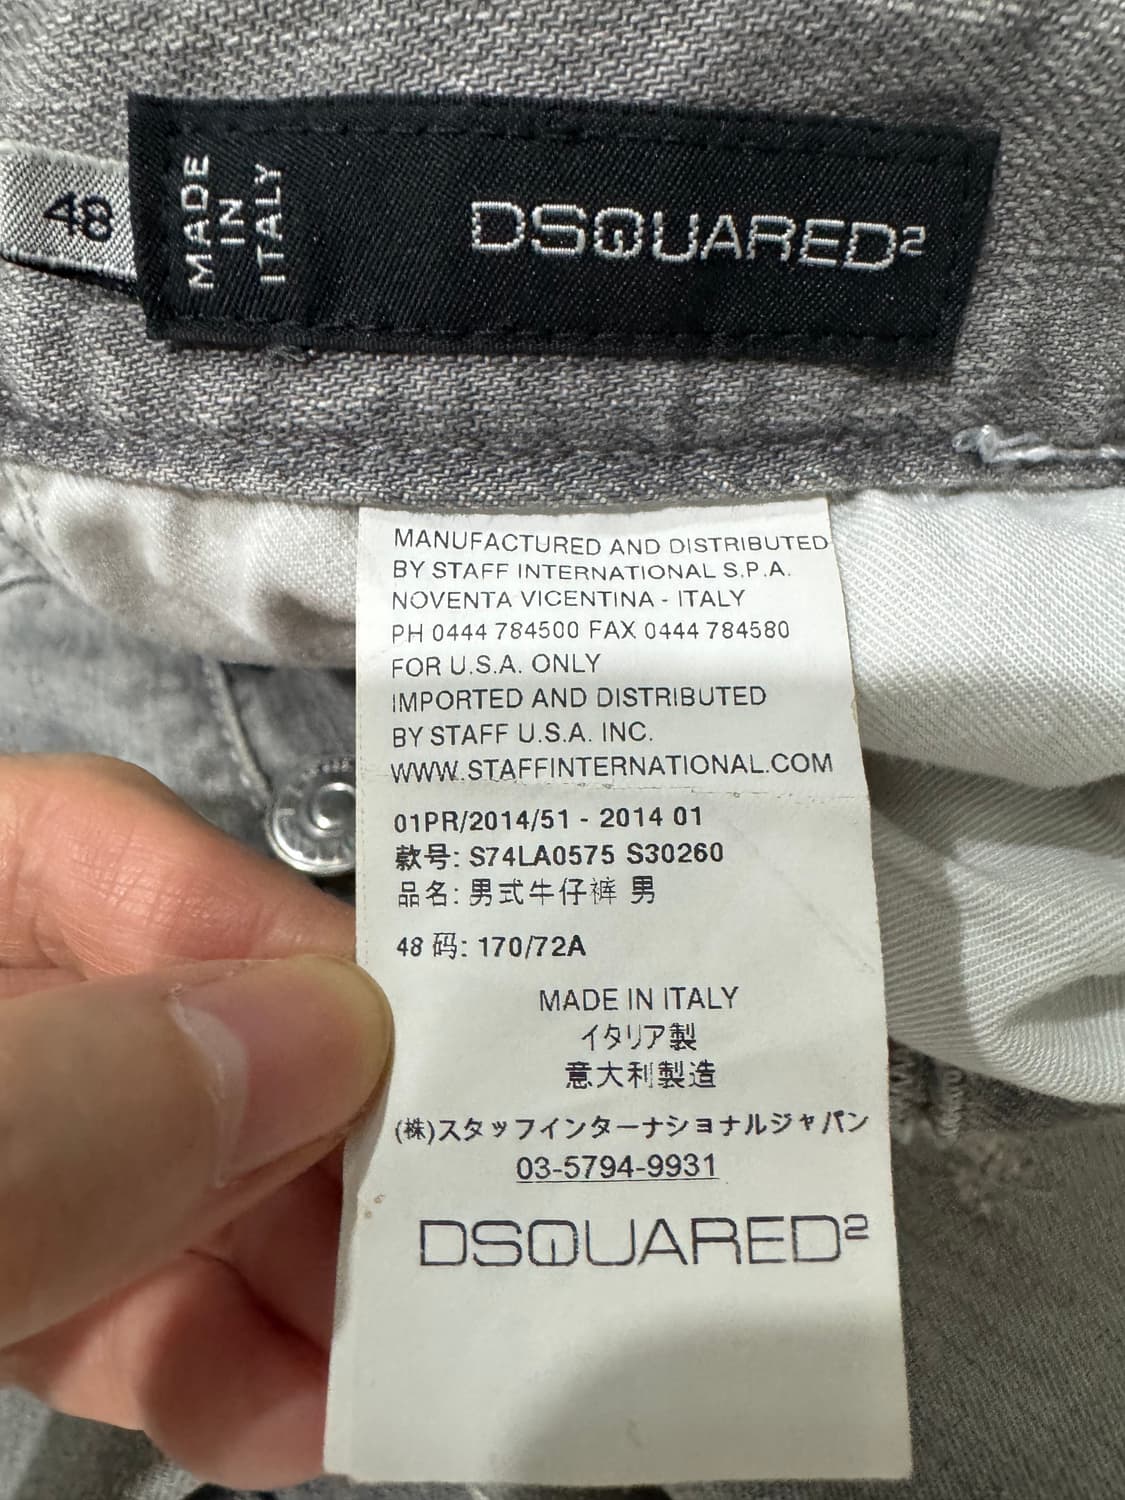 48
MADE
IN
ITALY
DSQUARED2
MANUFACTURED AND DISTRIBUTED
BY STAFF INTERNATIONAL S.P.A.
NOVENTA VICENTINA - ITALY
PH 0444 784500 FAX 0444 784580
FOR U.S.A. ONLY
IMPORTED AND DISTRIBUTED
BY STAFF U.S.A. INC.
WWW.STAFFINTERNATIONAL.COM
01PR/2014/51 - 2014 01
款号: S74LA0575 S30260
品名: 男式牛仔裤 男
48 码: 170/72A
MADE IN ITALY
イタリア製
意大利製造
(株)スタッフインターナショナルジャパン
03-5794-9931
DSQUARED2